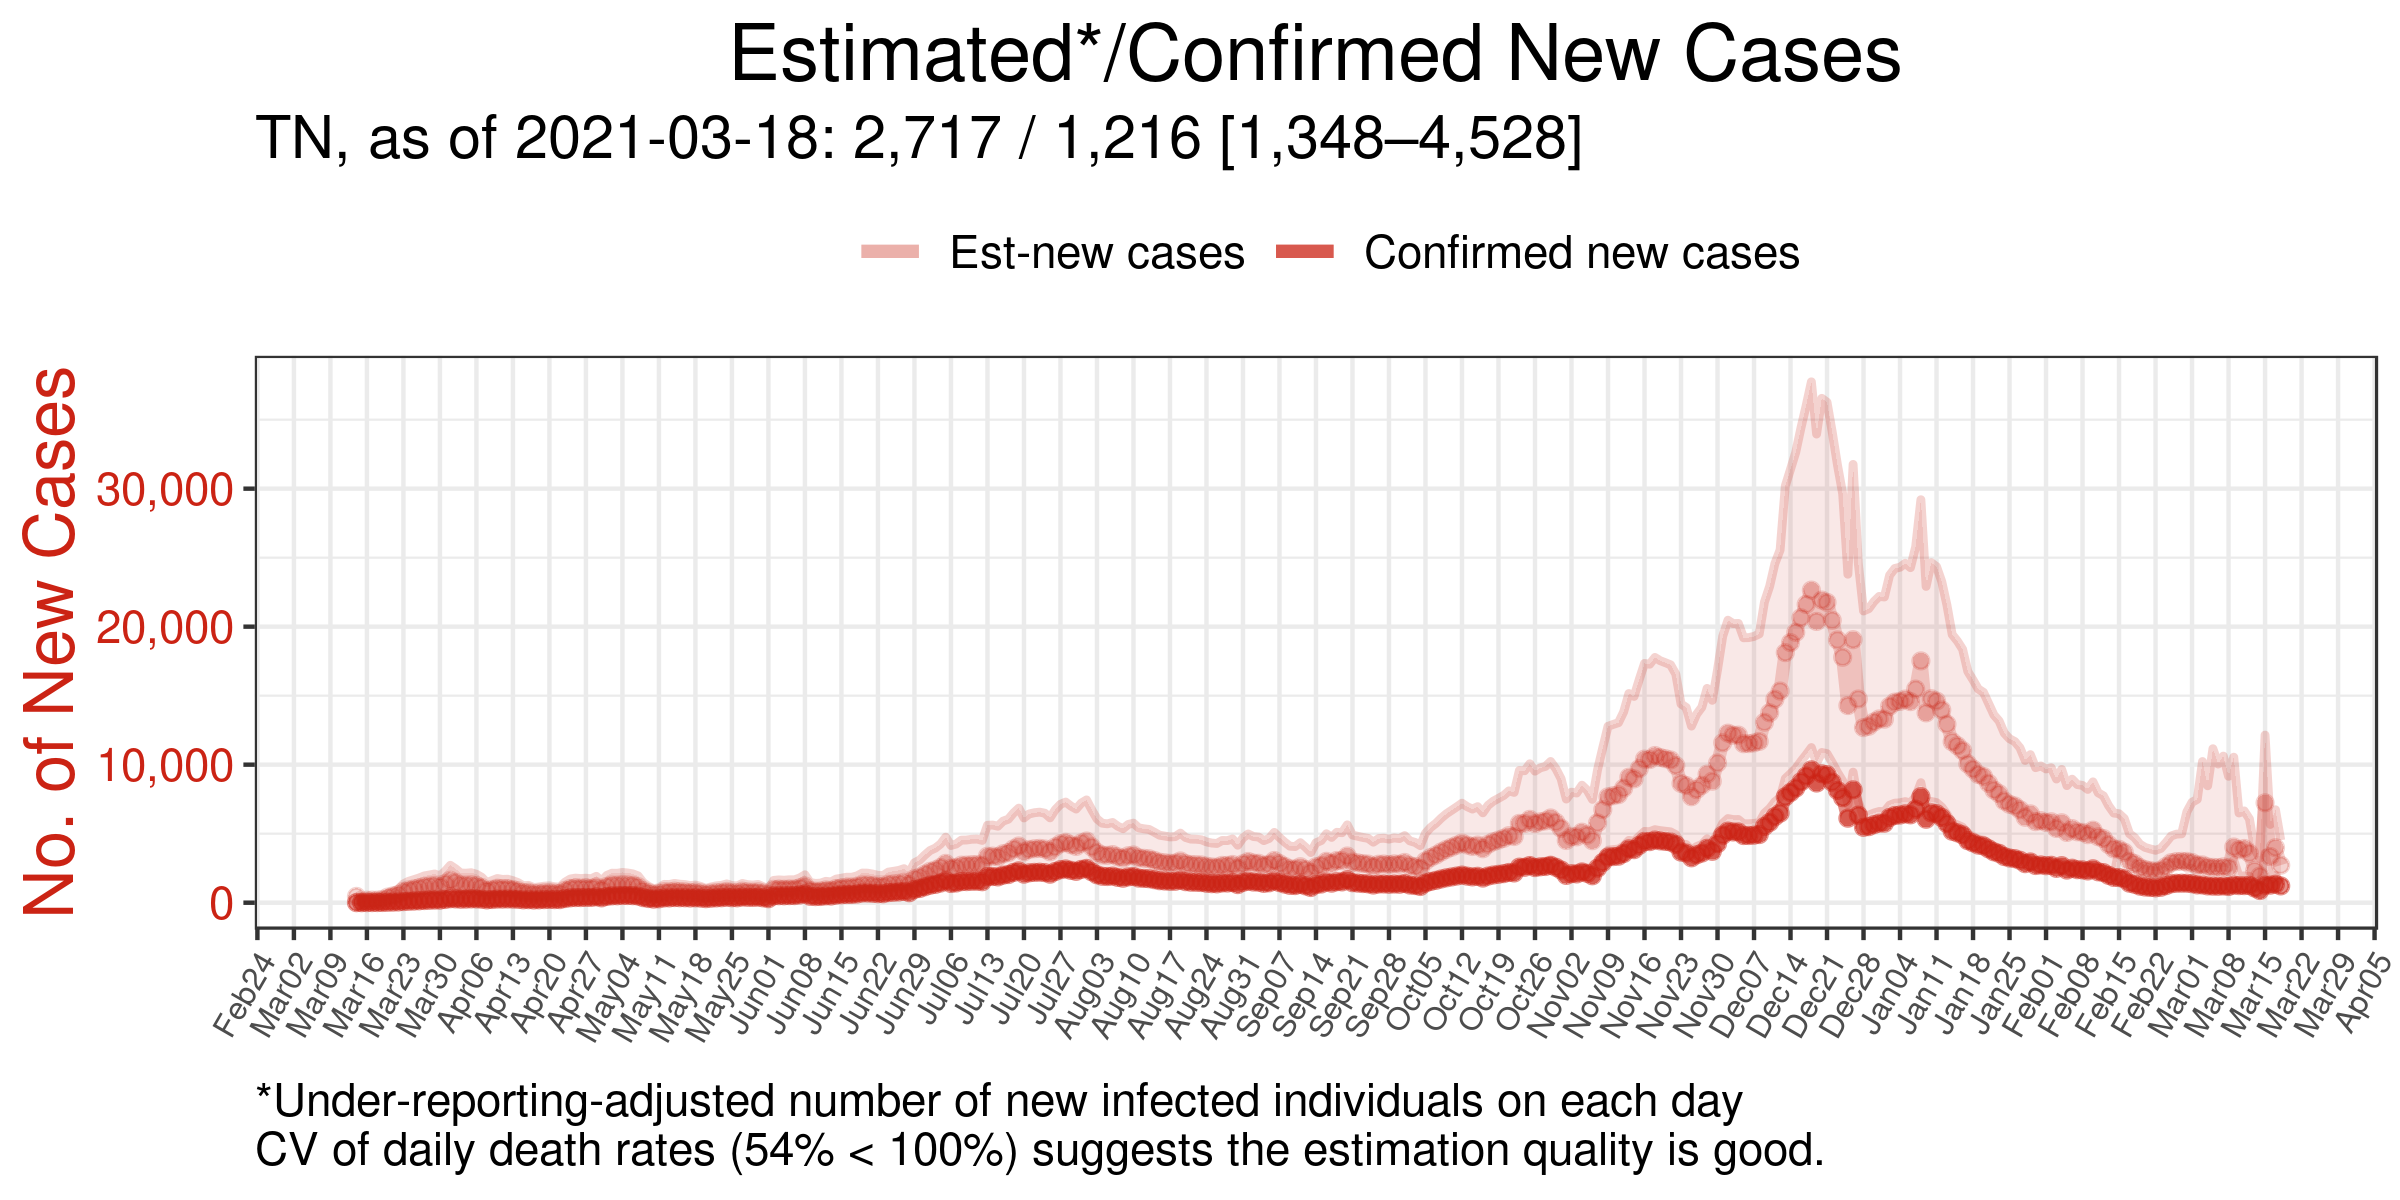 Estimated*/Confirmed New Cases
TN, as of 2021-03-18: 2,717 / 1,216 [1,348–4,528]
Est-new cases
Confirmed new cases
No. of New Cases
30,000
20,000
10,000
0
Feb24
Mar02
Mar09
Mar16
Mar23
Mar30
Apr06
Apr13
Apr20
Apr27
May04
May11
May18
May25
Jun01
Jun08
Jun15
Jun22
Jun29
Jul06
Jul13
Jul20
Jul27
Aug03
Aug10
Aug17
Aug24
Aug31
Sep07
Sep14
Sep21
Sep28
Oct05
Oct12
Oct19
Oct26
Nov02
Nov09
Nov16
Nov23
Nov30
Dec07
Dec14
Dec21
Dec28
Jan04
Jan11
Jan18
Jan25
Feb01
Feb08
Feb15
Feb22
Mar01
Mar08
Mar15
Mar22
Mar29
Apr05
*Under-reporting-adjusted number of new infected individuals on each day
CV of daily death rates (54% < 100%) suggests the estimation quality is good.